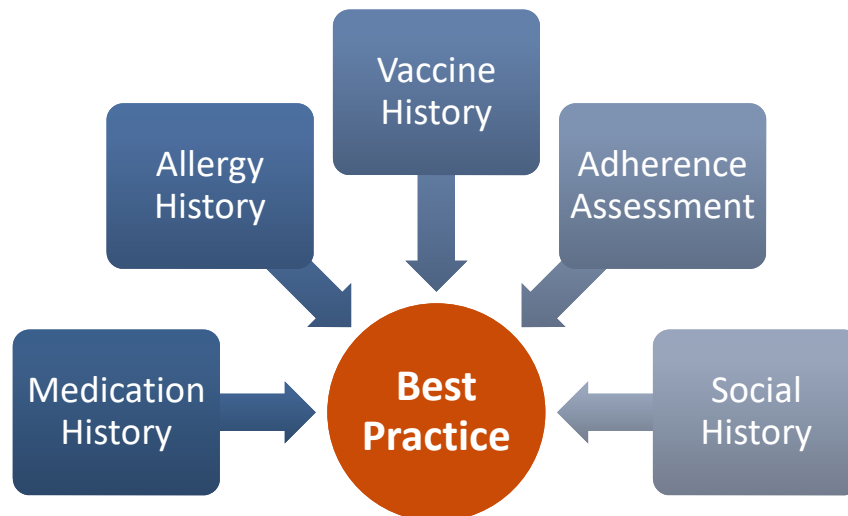 Vaccine
History
Allergy
History
Adherence
Assessment
Medication
History
Best
Practice
Social
History